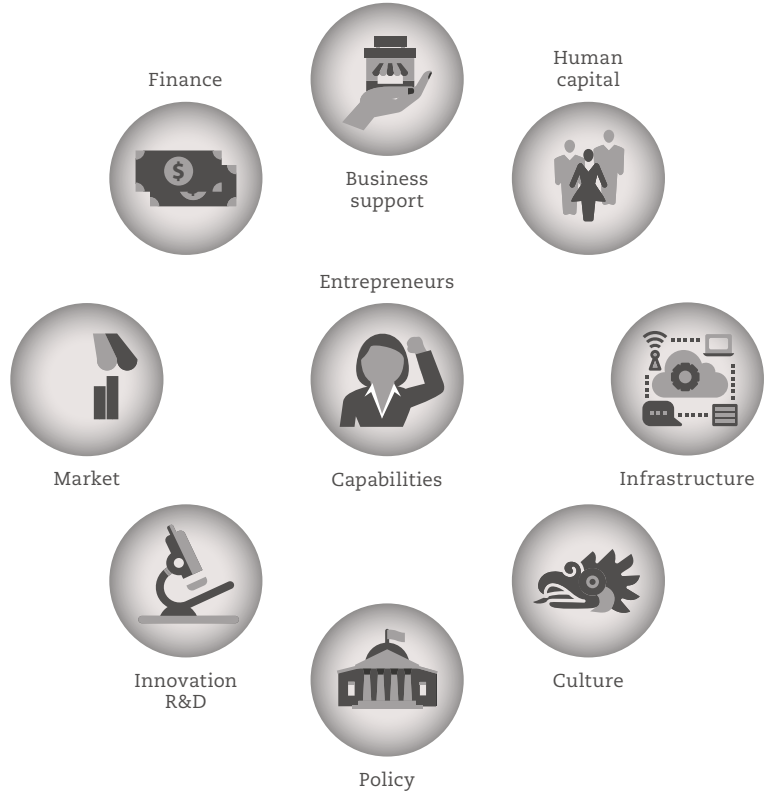 Finance
Human
capital
Business
support
Entrepreneurs
Market
Capabilities
Infrastructure
Innovation
R&D
Culture
Policy
$